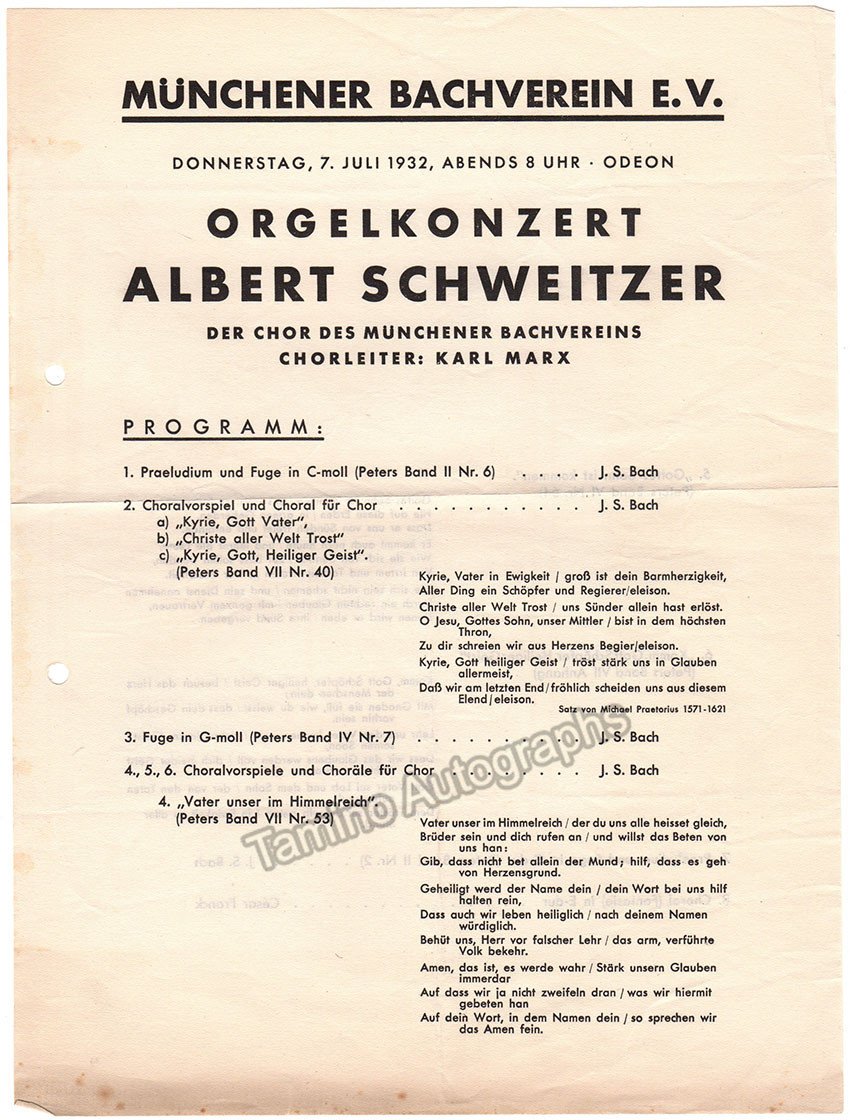 MÜNCHENER BACHVEREIN E.V.
DONNERSTAG, 7. JULI 1932, ABENDS 8 UHR · ODEON
ORGELKONZERT
ALBERT SCHWEITZER
DER CHOR DES MÜNCHENER BACHVEREINS
CHORLEITER: KARL MARX
PROGRAMM:
1. Praeludium und Fuge in C-moll (Peters Band II Nr. 6) . . . . J. S. Bach
2. Choralvorspiel und Choral für Chor . . . . . . . . . . . J. S. Bach
a) „Kyrie, Gott Vater",
b) „Christe aller Welt Trost"
c) „Kyrie, Gott, Heiliger Geist".
(Peters Band VII Nr. 40)
Kyrie, Vater in Ewigkeit / groß ist dein Barmherzigkeit,
Aller Ding ein Schöpfer und Regierer/eleison.
Christe aller Welt Trost / uns Sünder allein hast erlöst.
O Jesu, Gottes Sohn, unser Mittler / bist in dem höchsten
Thron,
Zu dir schreien wir aus Herzens Begier/eleison.
Kyrie, Gott heiliger Geist / tröst stärk uns in Glauben
allermeist,
Daß wir am letzten End/fröhlich scheiden uns aus diesem
Elend/eleison.
Satz von Michael Praetorius 1571-1621
3. Fuge in G-moll (Peters Band IV Nr. 7) . . . . . . . . . . J. S. Bach
4., 5., 6. Choralvorspiele und Choräle für Chor . . . . . . . . . J. S. Bach
4. „Vater unser im Himmelreich".
(Peters Band VII Nr. 53)
Vater unser im Himmelreich / der du uns alle heisset gleich,
Brüder sein und dich rufen an / und willst das Beten von
uns han:
Gib, dass nicht bet allein der Mund; hilf, dass es geh
von Herzensgrund.
Geheiligt werd der Name dein / dein Wort bei uns hilf
halten rein,
Dass auch wir leben heiliglich / nach deinem Namen
würdiglich.
Behüt uns, Herr vor falscher Lehr / das arm, verführte
Volk bekehr.
Amen, das ist, es werde wahr / Stärk unsern Glauben
immerdar
Auf dass wir ja nicht zweifeln dran / was wir hiermit
gebeten han
Auf dein Wort, in dem Namen dein / so sprechen wir
das Amen fein.
Tamino Autographs